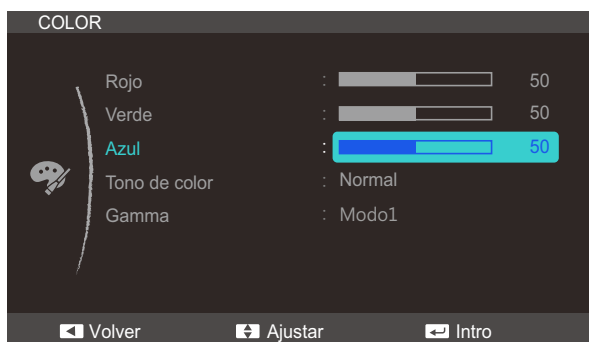 COLOR
Rojo : 50
Verde : 50
Azul : 50
Tono de color : Normal
Gamma : Modo1
Volver Ajustar Intro